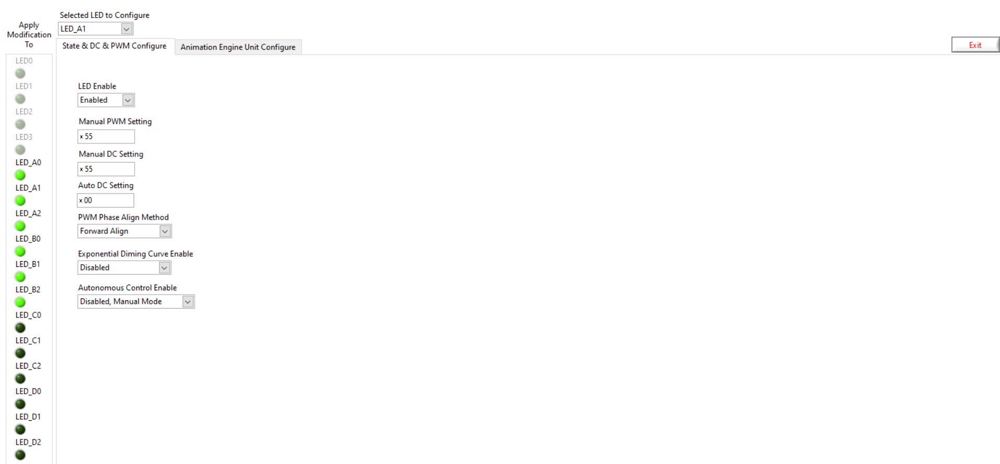 Selected LED to Configure
LED_A1
Apply
Modification
To
State & DC & PWM Configure
Animation Engine Unit Configure
Exit
LED0
LED1
LED2
LED3
LED_A0
LED_A1
LED_A2
LED_B0
LED_B1
LED_B2
LED_C0
LED_C1
LED_C2
LED_D0
LED_D1
LED_D2
LED Enable
Enabled
Manual PWM Setting
x 55
Manual DC Setting
x 55
Auto DC Setting
x 00
PWM Phase Align Method
Forward Align
Exponential Diming Curve Enable
Disabled
Autonomous Control Enable
Disabled, Manual Mode